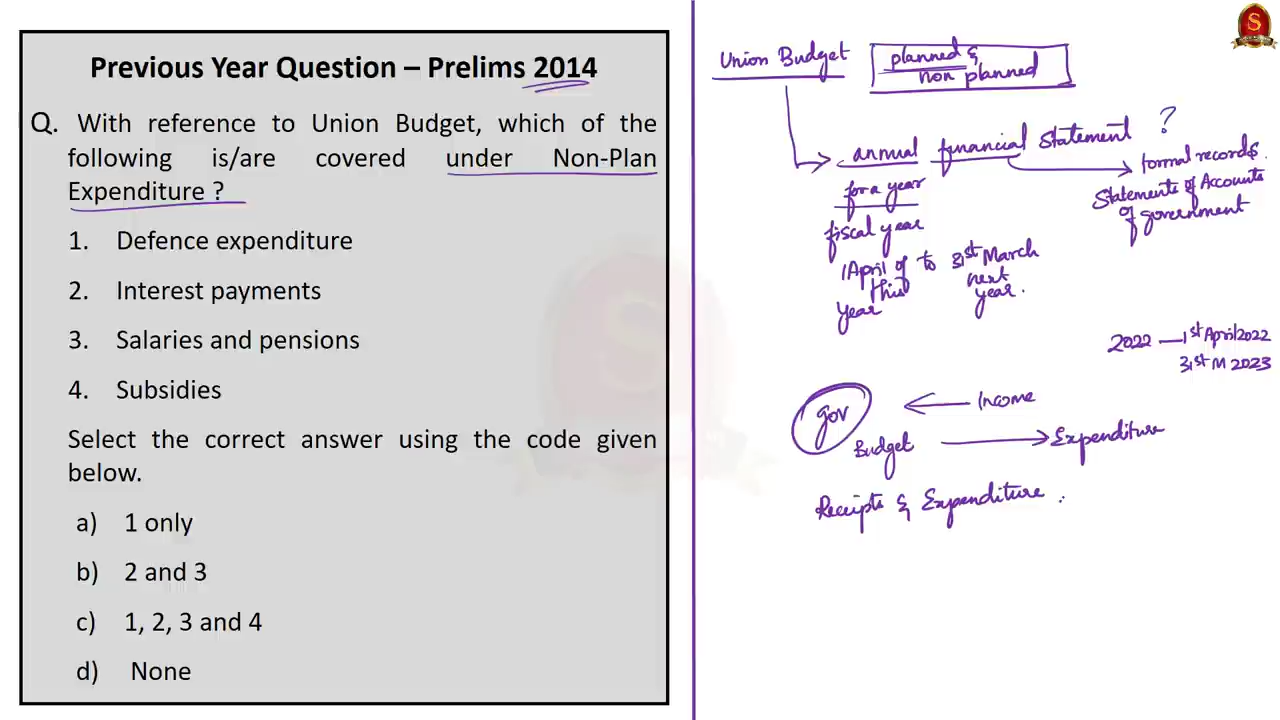 Previous Year Question – Prelims 2014
Q. With reference to Union Budget, which of the
following is/are covered under Non-Plan
Expenditure ?
1. Defence expenditure
2. Interest payments
3. Salaries and pensions
4. Subsidies
Select the correct answer using the code given
below.
a) 1 only
b) 2 and 3
c) 1, 2, 3 and 4
d) None
Union Budget
planned &
non planned
annual financial Statement ?
for a year
fiscal year
1 April of this year to 31st March next year.
formal records.
Statements of Accounts
of government
2022 — 1st April 2022
31st M 2023
gov
Income
Budget
Expenditure
Receipts & Expenditure .
S